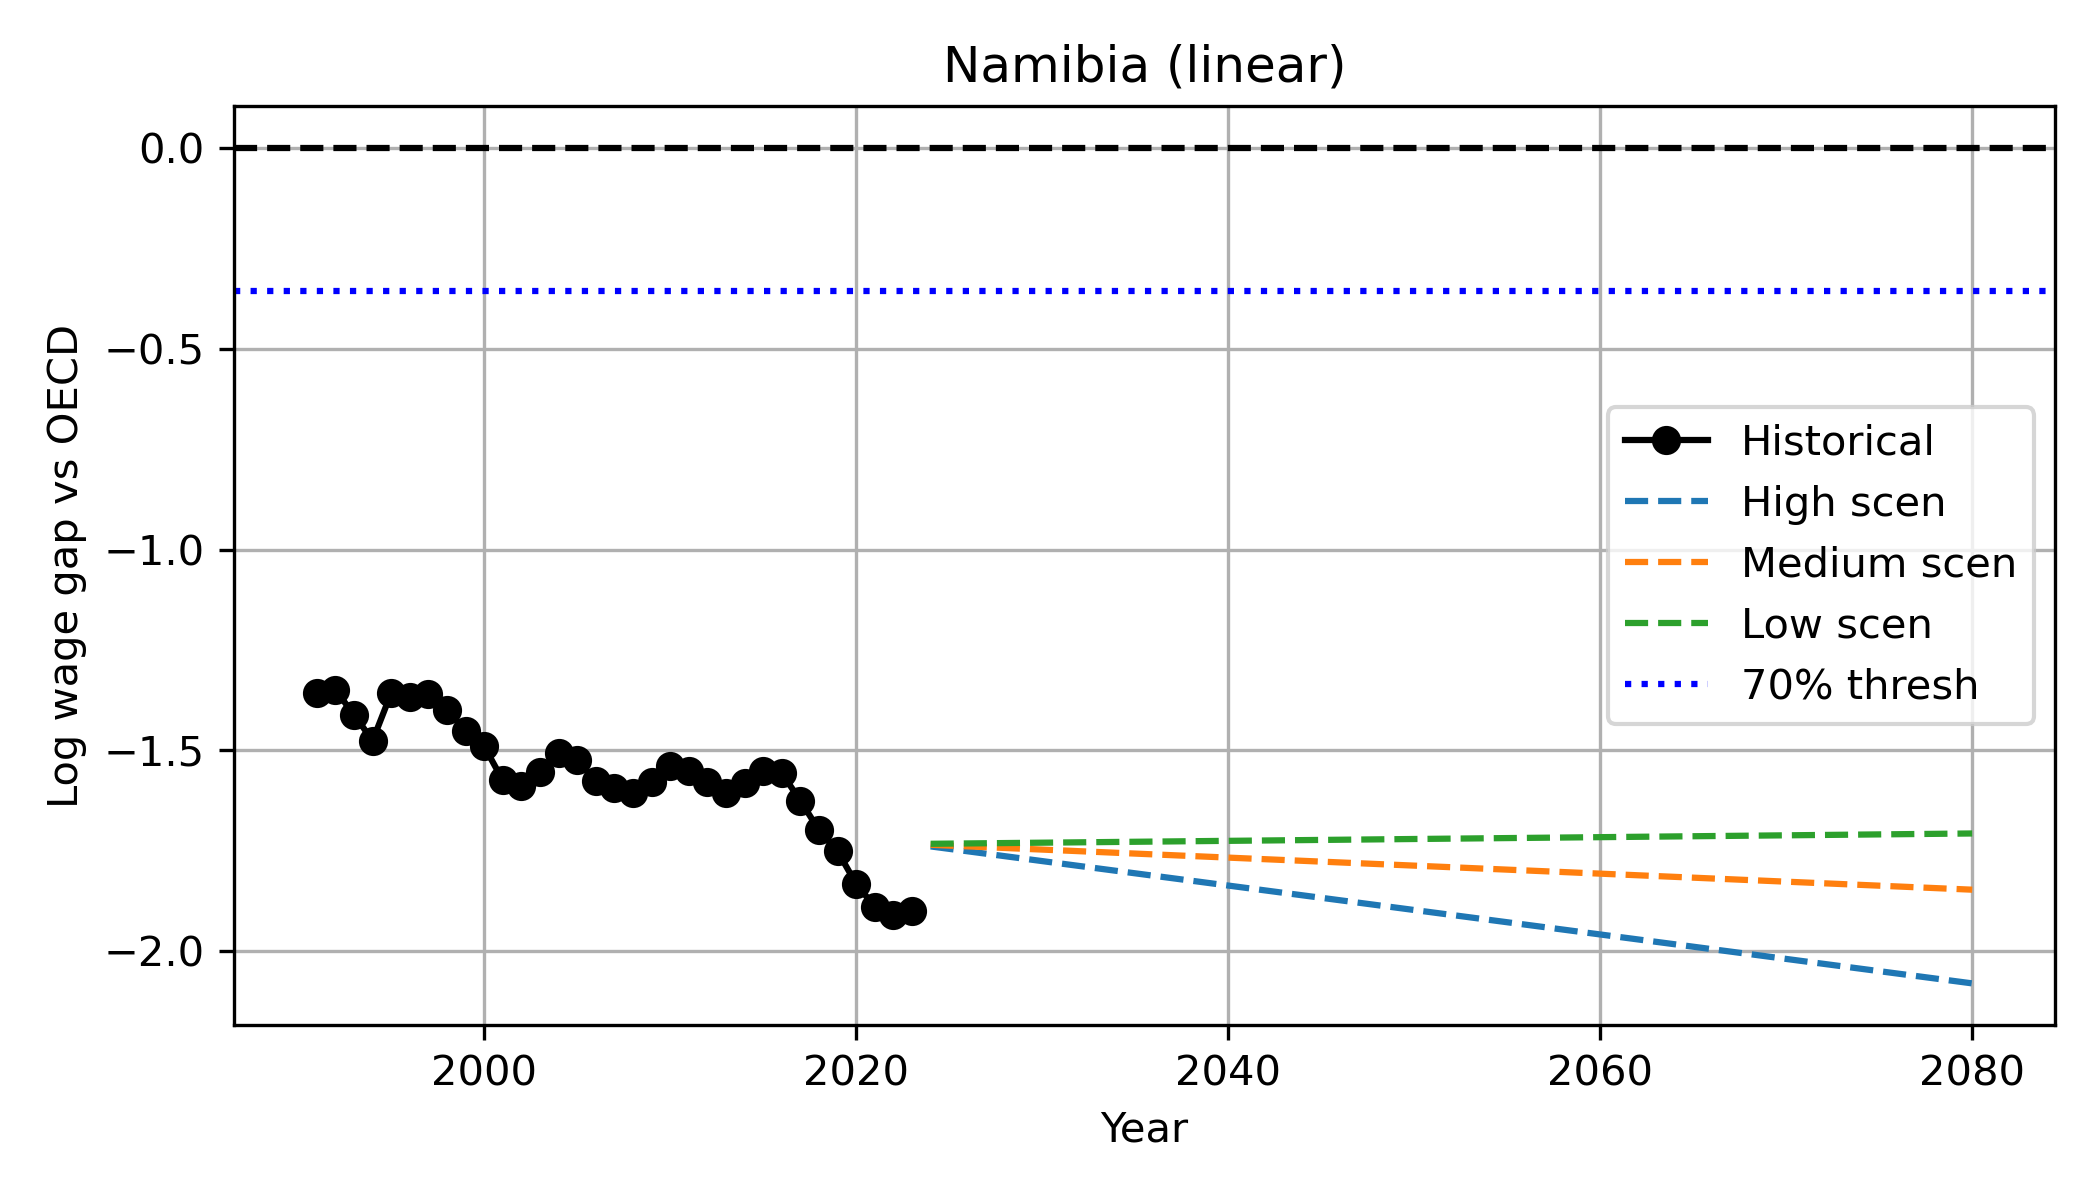 Namibia (linear)
Log wage gap vs OECD
0.0
−0.5
−1.0
−1.5
−2.0
Historical
High scen
Medium scen
Low scen
70% thresh
2000
2020
2040
2060
2080
Year